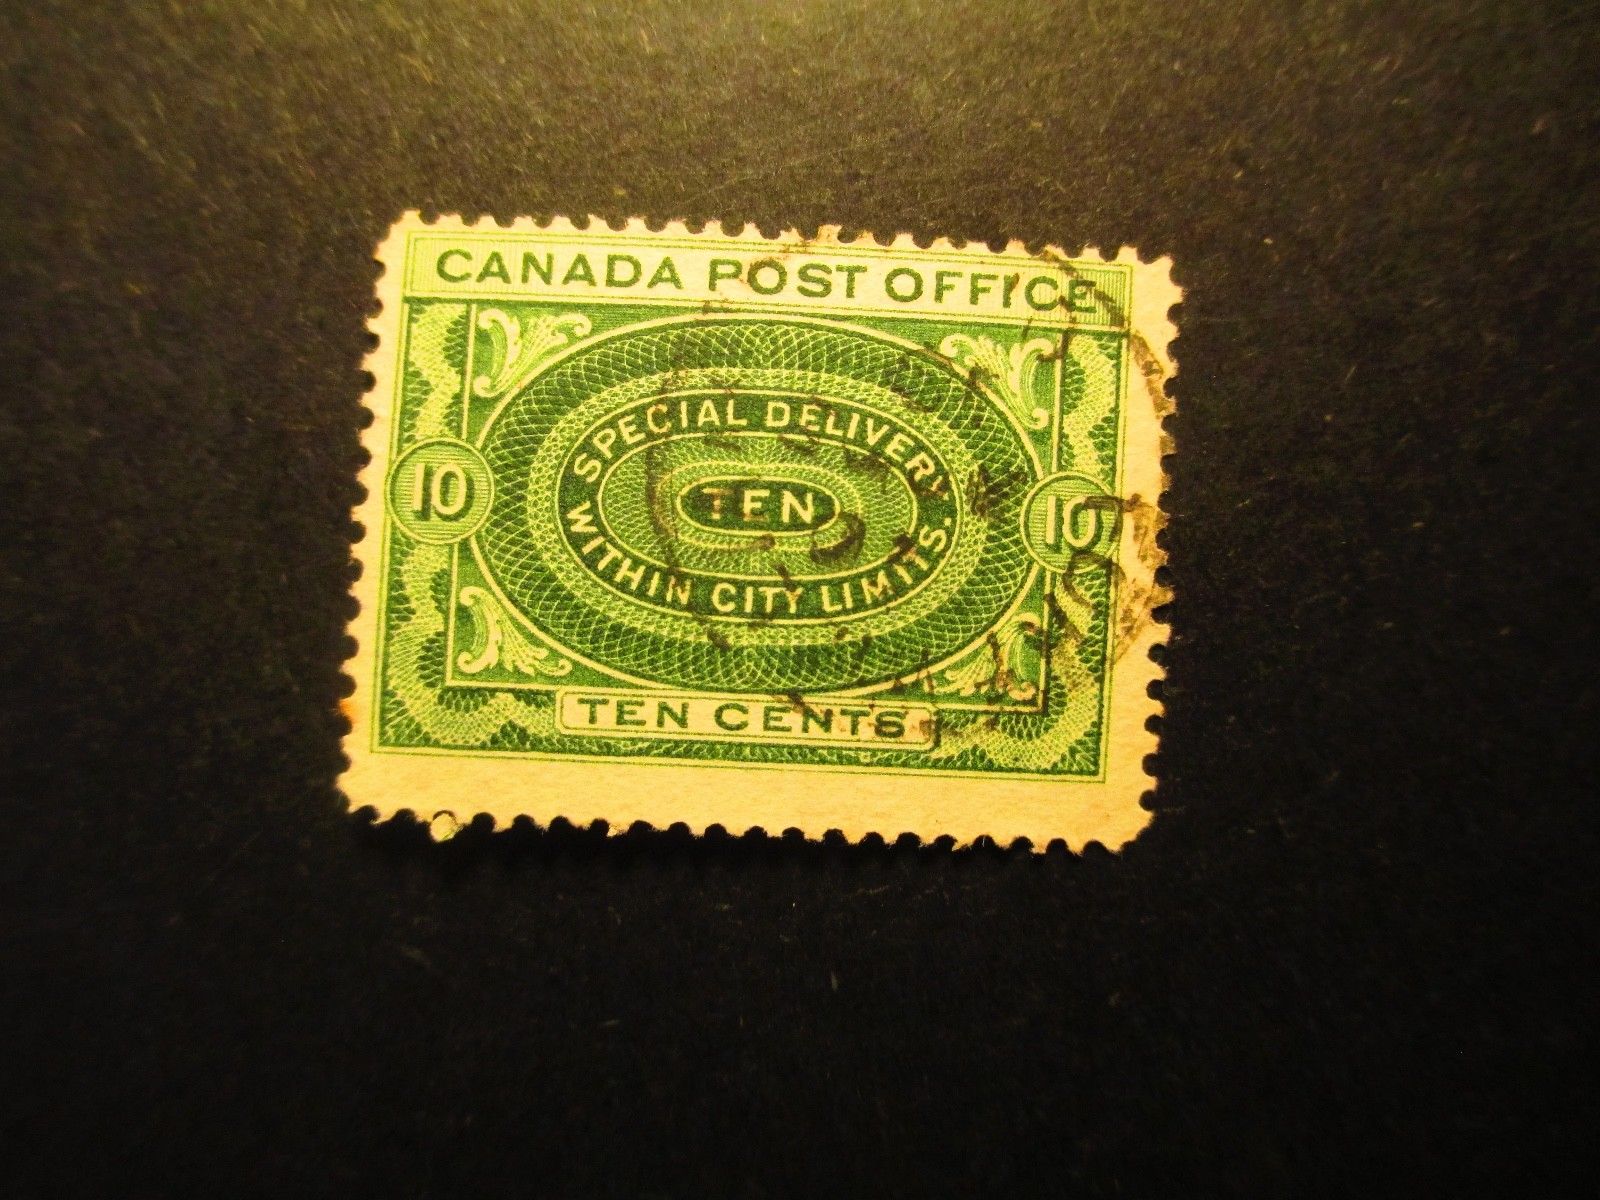 CANADA POST OFFICE
SPECIAL DELIVERY
10 TEN 10
WITHIN CITY LIMITS.
TEN CENTS